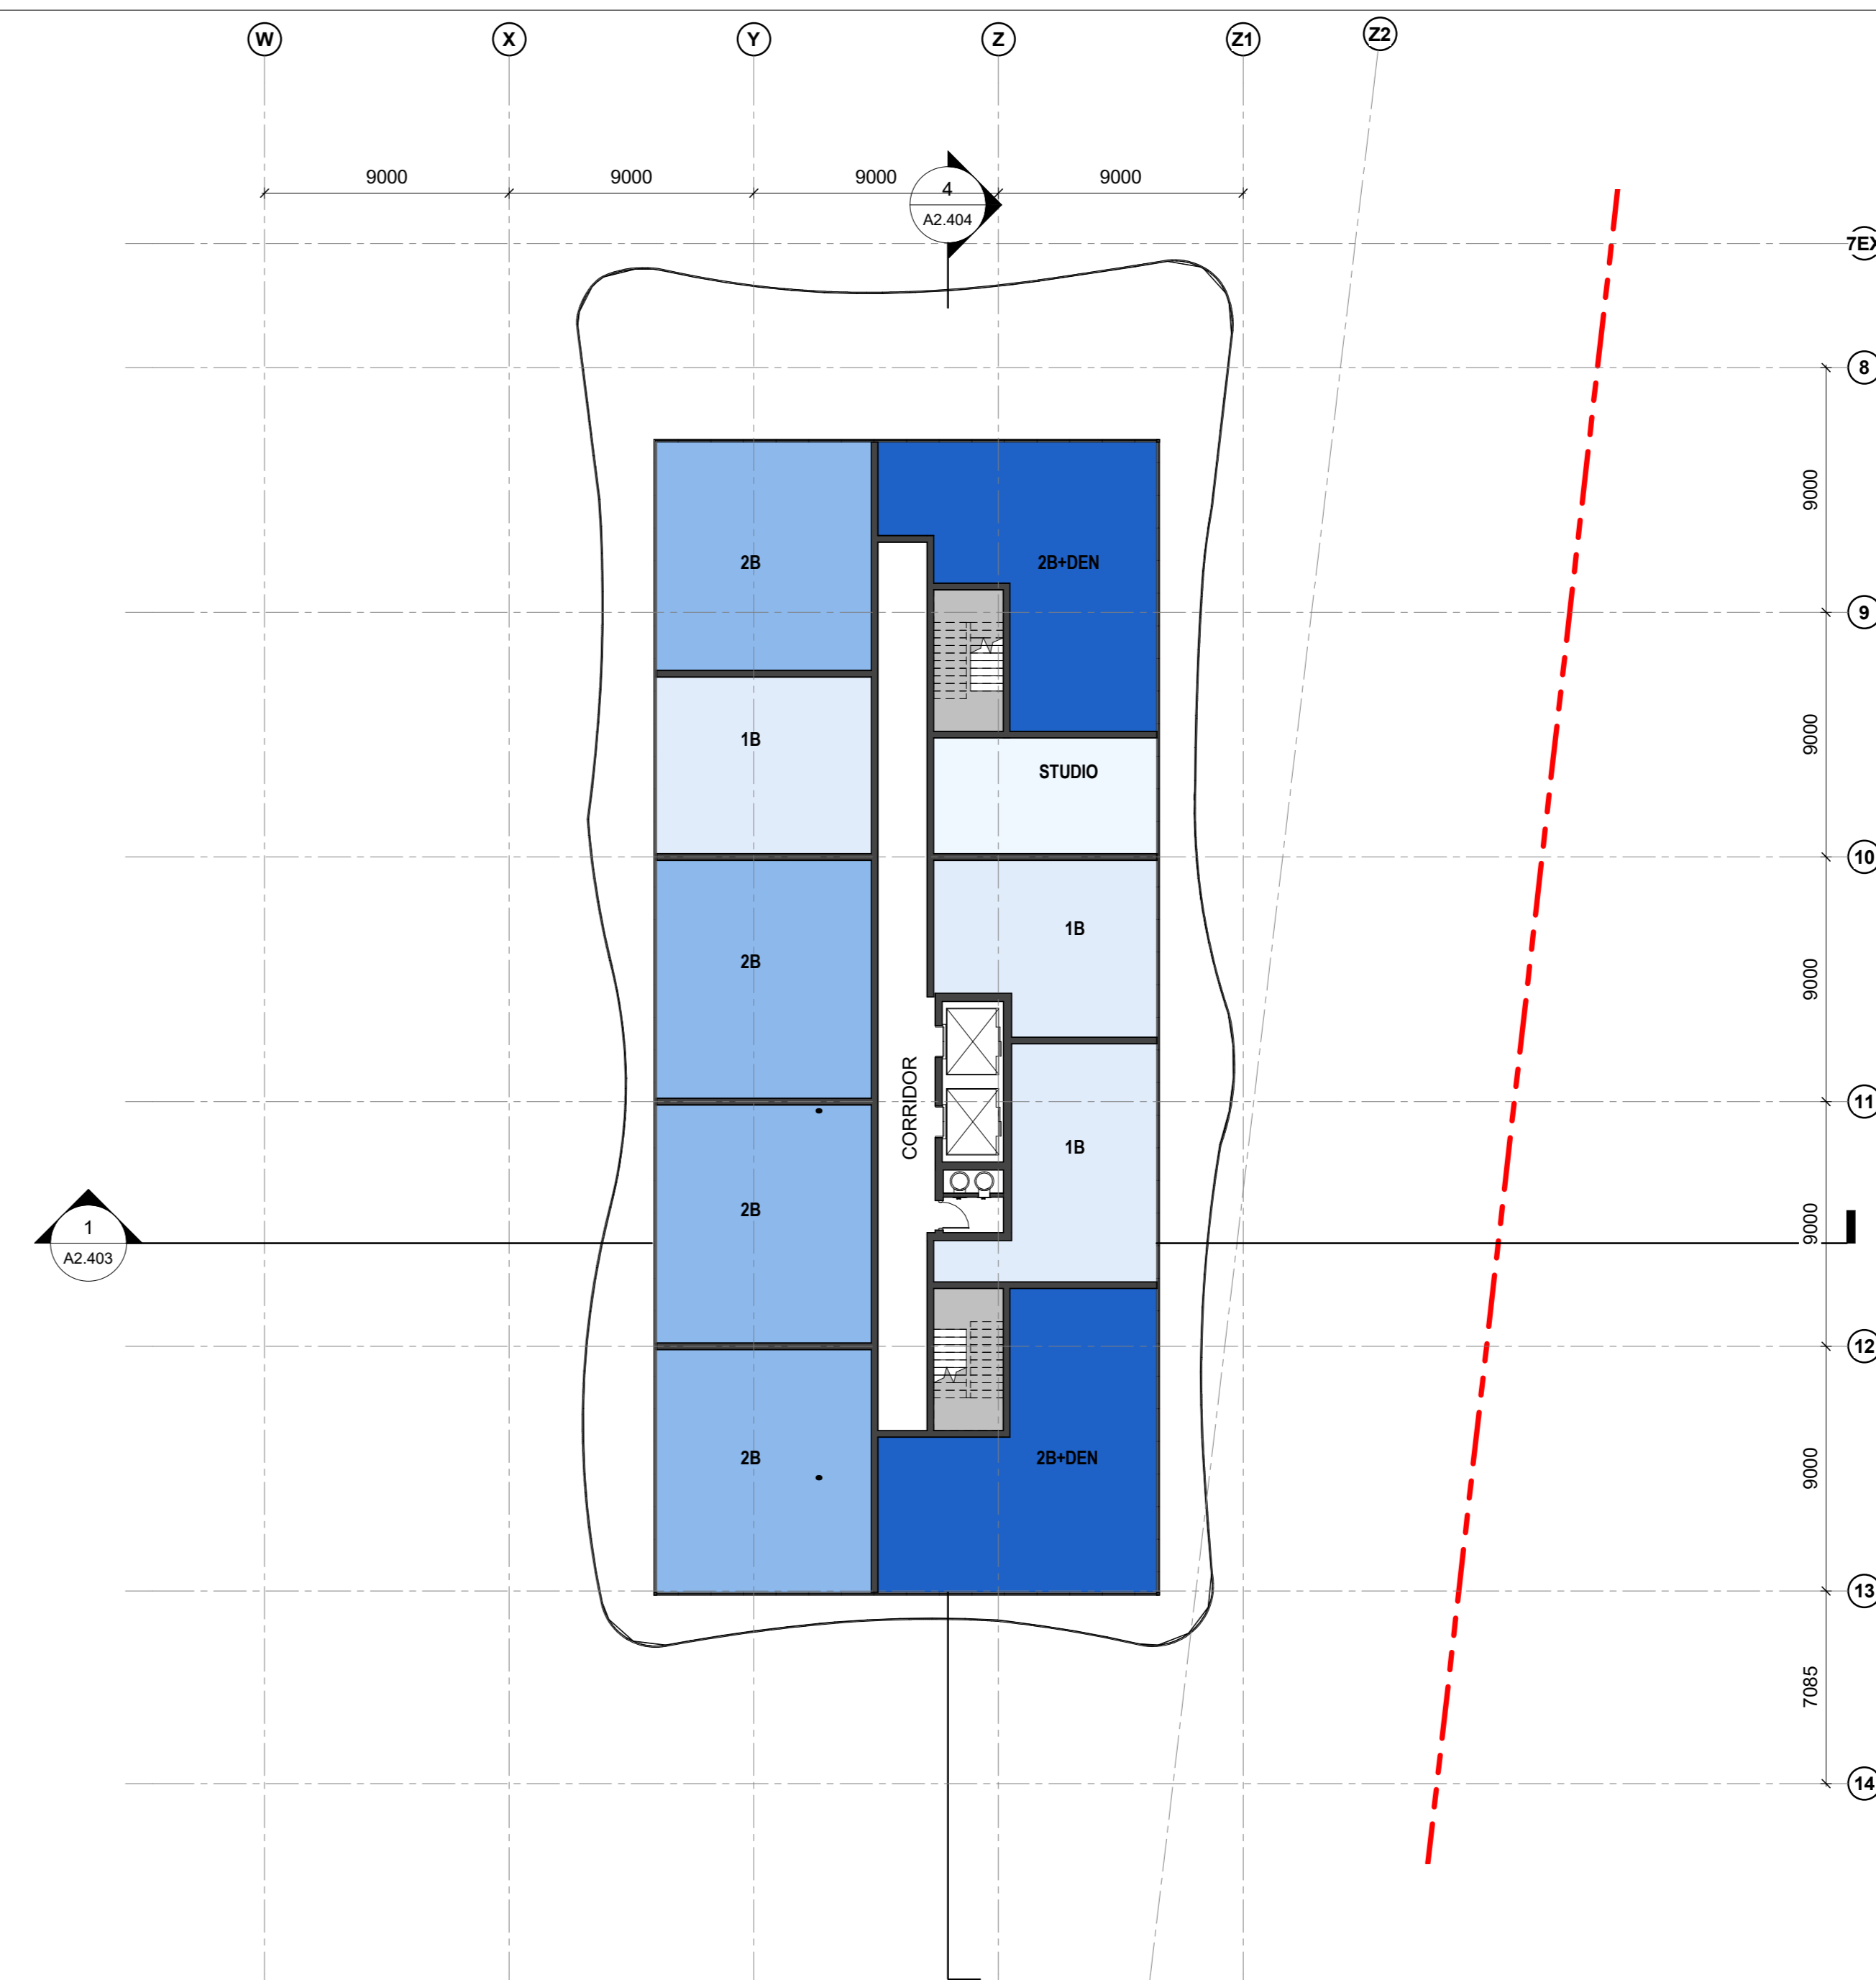 W X Y Z Z1 Z2
9000 9000 9000 9000
4
A2.404
7EX
8
9000
2B 2B+DEN
9
1B
9000
STUDIO
10
1B
2B
9000
CORRIDOR
11
1B
2B
1
A2.403
9000
12
2B 2B+DEN
9000
13
7085
14